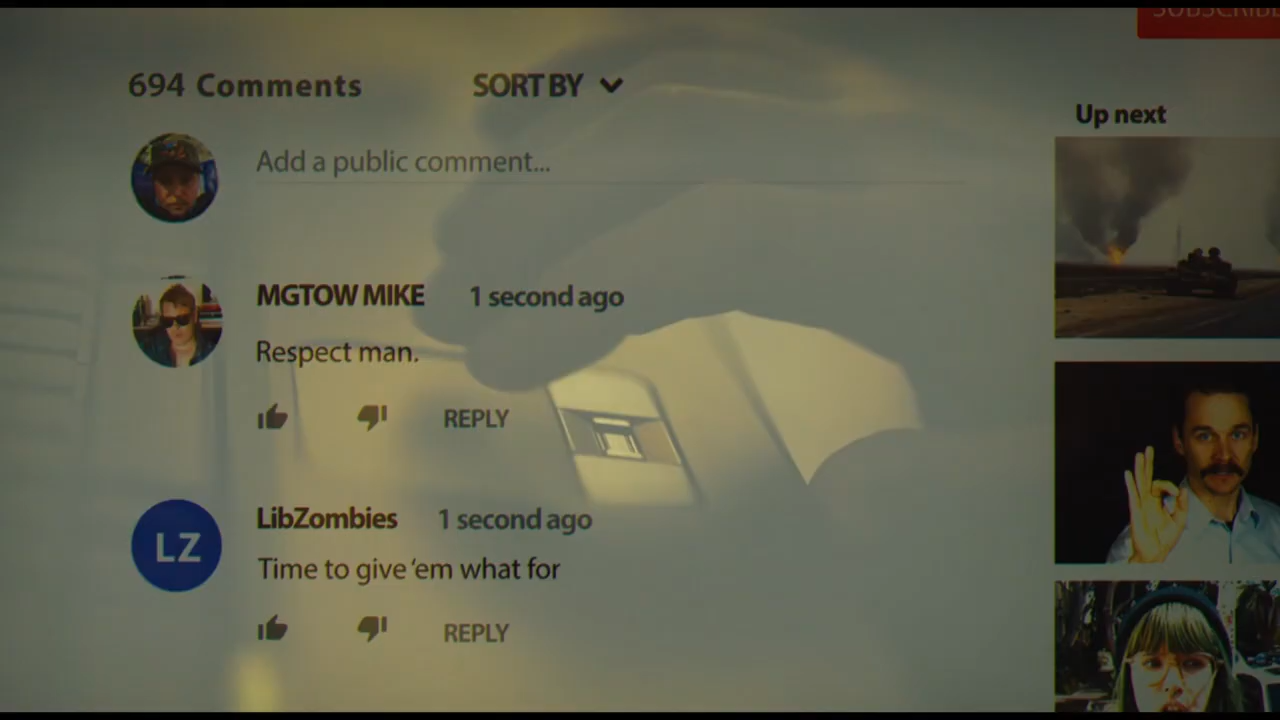 SUBSCRIBE
694 Comments SORT BY
Up next
Add a public comment...
MGTOW MIKE 1 second ago
Respect man.
REPLY
LZ
LibZombies 1 second ago
Time to give 'em what for
REPLY